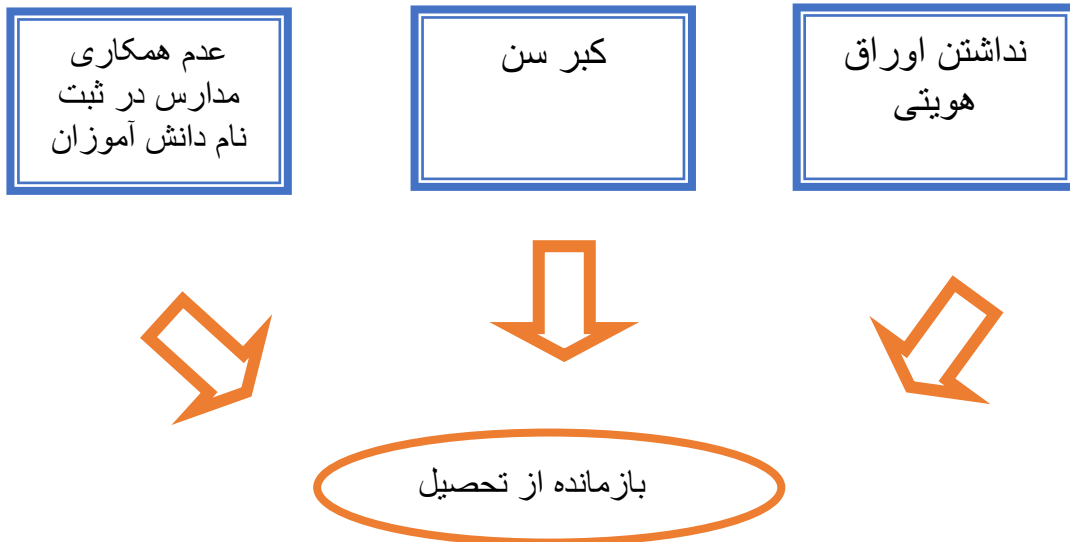 نداشتن اوراق
هویتی
کبر سن
عدم همکاری
مدارس در ثبت
نام دانش آموزان
بازمانده از تحصیل